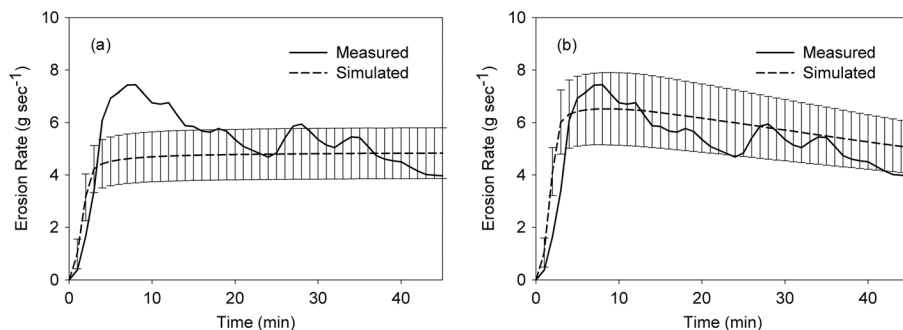 (a)
Measured
Simulated
Erosion Rate (g sec⁻¹)
10
8
6
4
2
0
0 10 20 30 40
Time (min)
(b)
Measured
Simulated
Erosion Rate (g sec⁻¹)
10
8
6
4
2
0
0 10 20 30 40
Time (min)